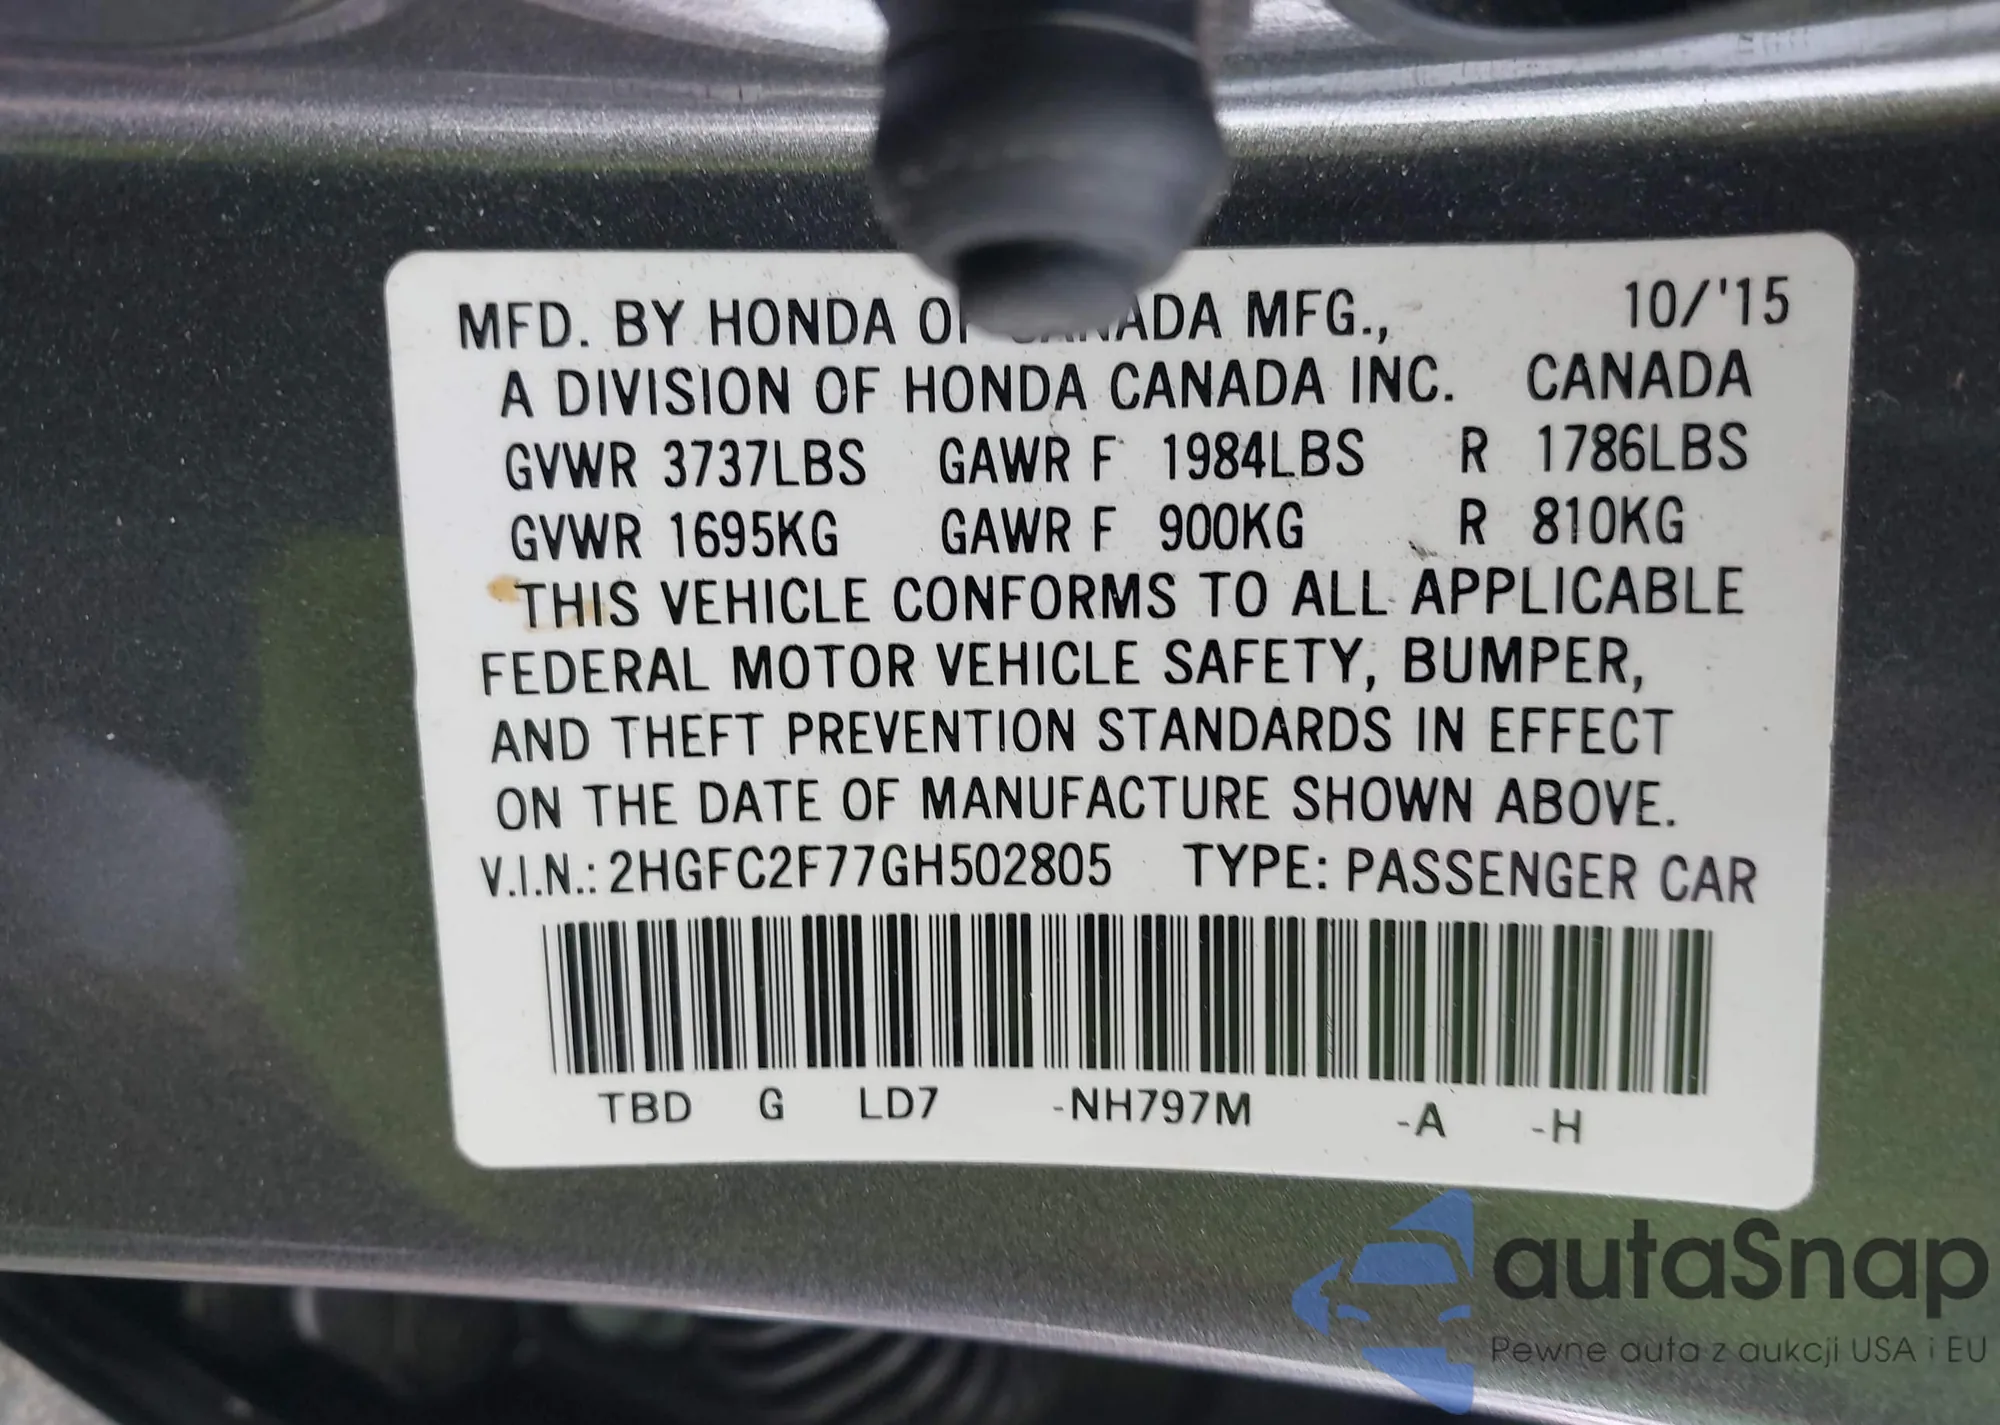 MFD. BY HONDA OF CANADA MFG., 10/'15
A DIVISION OF HONDA CANADA INC. CANADA
GVWR 3737LBS GAWR F 1984LBS R 1786LBS
GVWR 1695KG GAWR F 900KG R 810KG
THIS VEHICLE CONFORMS TO ALL APPLICABLE
FEDERAL MOTOR VEHICLE SAFETY, BUMPER,
AND THEFT PREVENTION STANDARDS IN EFFECT
ON THE DATE OF MANUFACTURE SHOWN ABOVE.
V.I.N.: 2HGFC2F77GH502805 TYPE: PASSENGER CAR
TBD G LD7 -NH797M -A -H
autaSnap
Pewne auta z aukcji USA i EU